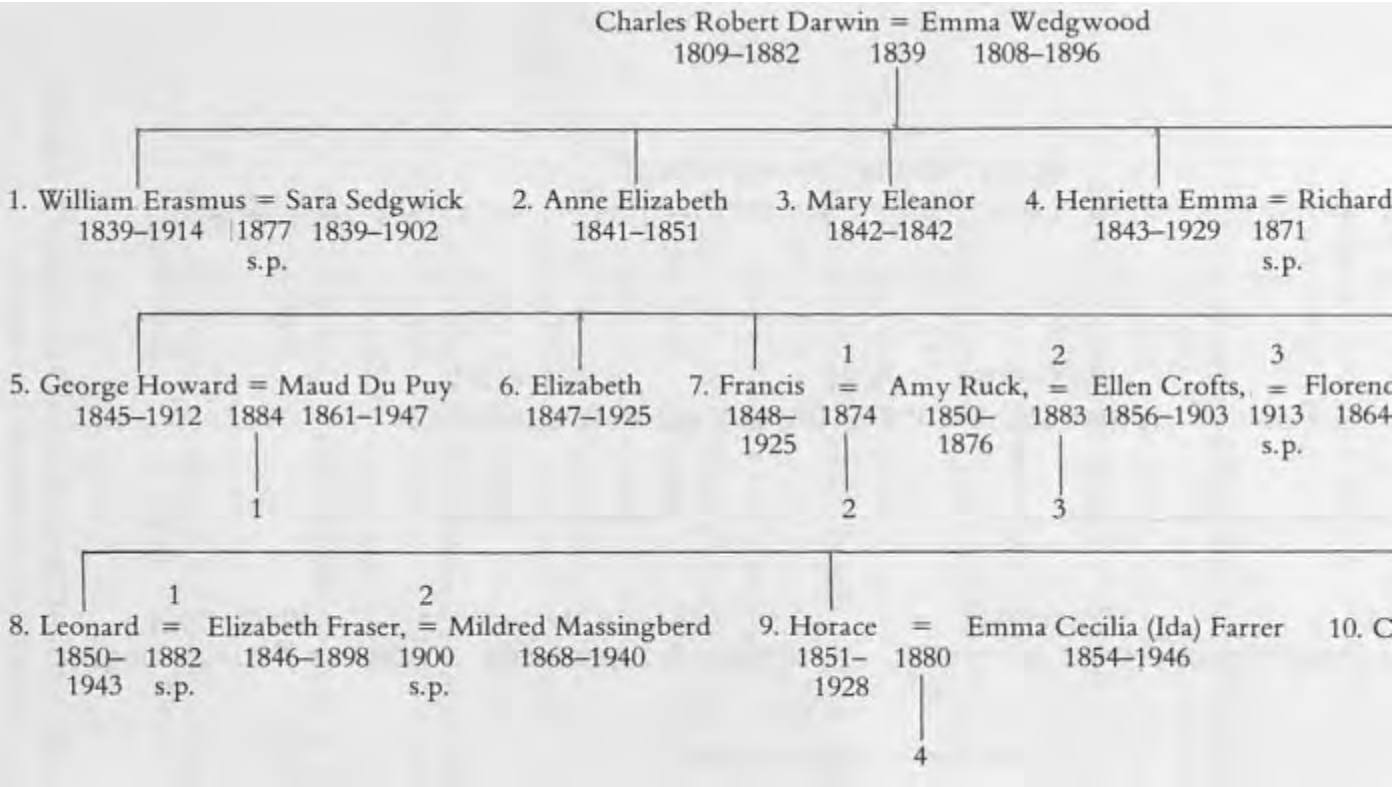 Charles Robert Darwin = Emma Wedgwood
1809–1882 1839 1808–1896
1. William Erasmus = Sara Sedgwick 2. Anne Elizabeth 3. Mary Eleanor 4. Henrietta Emma = Richard
1839–1914 1877 1839–1902 1841–1851 1842–1842 1843–1929 1871
s.p. s.p.
1 2 3
5. George Howard = Maud Du Puy 6. Elizabeth 7. Francis = Amy Ruck, = Ellen Crofts, = Florenc
1845–1912 1884 1861–1947 1847–1925 1848– 1874 1850– 1883 1856–1903 1913 1864
1925 1876 s.p.
1 2 3
1 2
8. Leonard = Elizabeth Fraser, = Mildred Massingberd 9. Horace = Emma Cecilia (Ida) Farrer 10. C
1850– 1882 1846–1898 1900 1868–1940 1851– 1880 1854–1946
1943 s.p. s.p. 1928
4